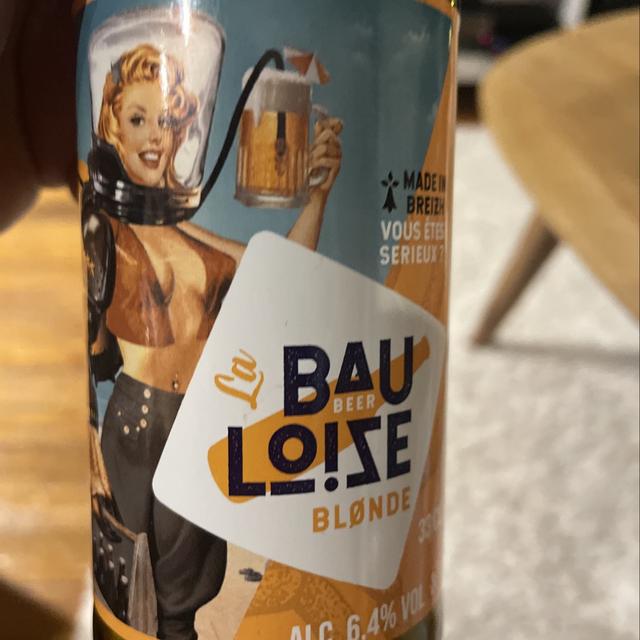 MADE IN
BREIZH
VOUS ÊTES
SERIEUX ?
La
BAU
BEER
LOIZE
BLØNDE
ALC. 6,4% VOL.